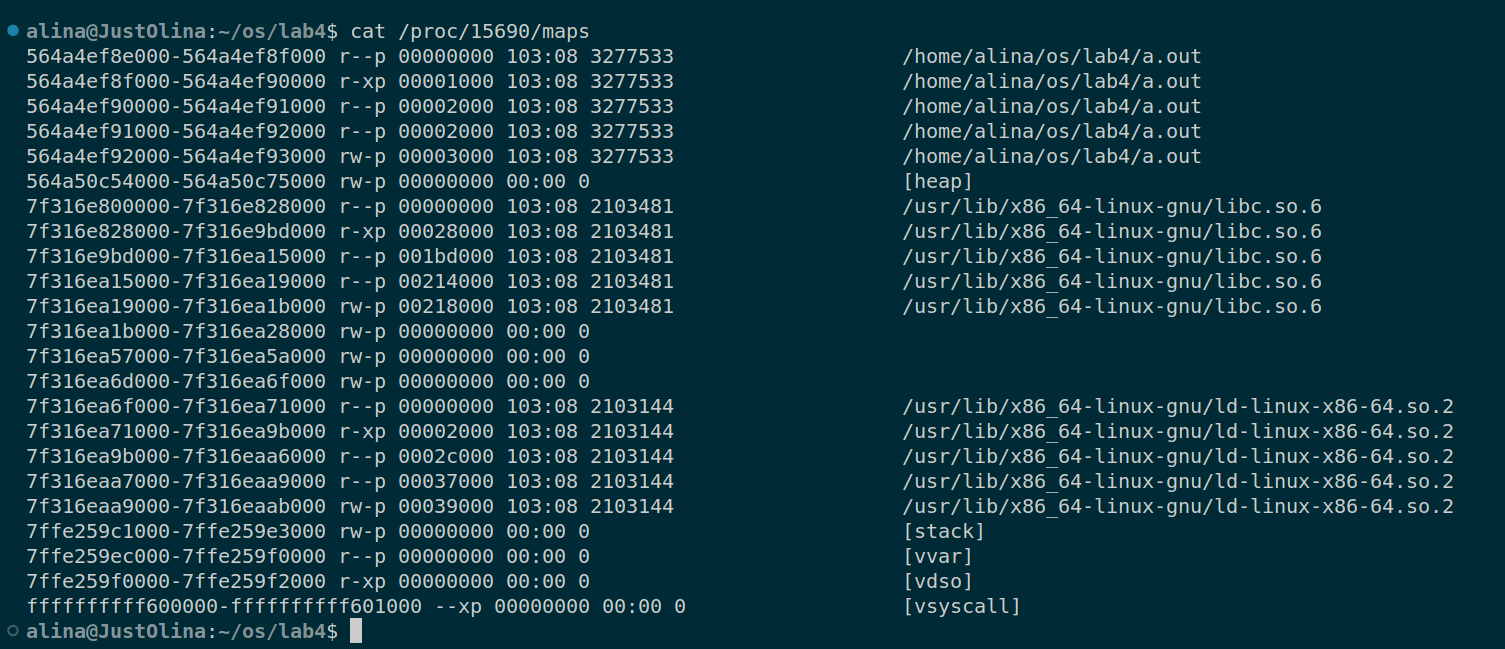 alina@JustOlina:~/os/lab4$ cat /proc/15690/maps
564a4ef8e000-564a4ef8f000 r--p 00000000 103:08 3277533                   /home/alina/os/lab4/a.out
564a4ef8f000-564a4ef90000 r-xp 00001000 103:08 3277533                   /home/alina/os/lab4/a.out
564a4ef90000-564a4ef91000 r--p 00002000 103:08 3277533                   /home/alina/os/lab4/a.out
564a4ef91000-564a4ef92000 r--p 00002000 103:08 3277533                   /home/alina/os/lab4/a.out
564a4ef92000-564a4ef93000 rw-p 00003000 103:08 3277533                   /home/alina/os/lab4/a.out
564a50c54000-564a50c75000 rw-p 00000000 00:00 0                          [heap]
7f316e800000-7f316e828000 r--p 00000000 103:08 2103481                   /usr/lib/x86_64-linux-gnu/libc.so.6
7f316e828000-7f316e9bd000 r-xp 00028000 103:08 2103481                   /usr/lib/x86_64-linux-gnu/libc.so.6
7f316e9bd000-7f316ea15000 r--p 001bd000 103:08 2103481                   /usr/lib/x86_64-linux-gnu/libc.so.6
7f316ea15000-7f316ea19000 r--p 00214000 103:08 2103481                   /usr/lib/x86_64-linux-gnu/libc.so.6
7f316ea19000-7f316ea1b000 rw-p 00218000 103:08 2103481                   /usr/lib/x86_64-linux-gnu/libc.so.6
7f316ea1b000-7f316ea28000 rw-p 00000000 00:00 0
7f316ea57000-7f316ea5a000 rw-p 00000000 00:00 0
7f316ea6d000-7f316ea6f000 rw-p 00000000 00:00 0
7f316ea6f000-7f316ea71000 r--p 00000000 103:08 2103144                   /usr/lib/x86_64-linux-gnu/ld-linux-x86-64.so.2
7f316ea71000-7f316ea9b000 r-xp 00002000 103:08 2103144                   /usr/lib/x86_64-linux-gnu/ld-linux-x86-64.so.2
7f316ea9b000-7f316eaa6000 r--p 0002c000 103:08 2103144                   /usr/lib/x86_64-linux-gnu/ld-linux-x86-64.so.2
7f316eaa7000-7f316eaa9000 r--p 00037000 103:08 2103144                   /usr/lib/x86_64-linux-gnu/ld-linux-x86-64.so.2
7f316eaa9000-7f316eaab000 rw-p 00039000 103:08 2103144                   /usr/lib/x86_64-linux-gnu/ld-linux-x86-64.so.2
7ffe259c1000-7ffe259e3000 rw-p 00000000 00:00 0                          [stack]
7ffe259ec000-7ffe259f0000 r--p 00000000 00:00 0                          [vvar]
7ffe259f0000-7ffe259f2000 r-xp 00000000 00:00 0                          [vdso]
ffffffffff600000-ffffffffff601000 --xp 00000000 00:00 0                  [vsyscall]
alina@JustOlina:~/os/lab4$